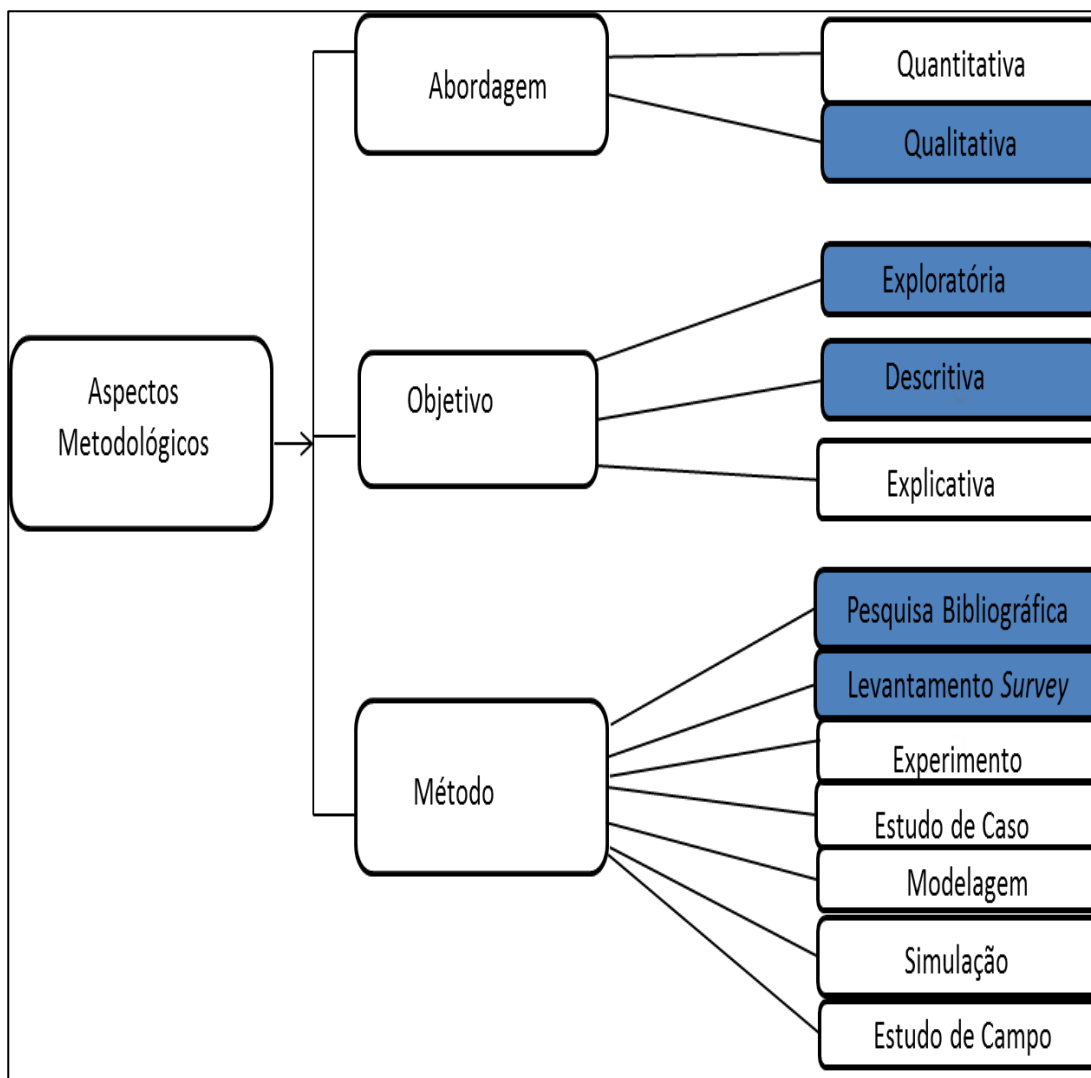 Aspectos
Metodológicos
Abordagem
Quantitativa
Qualitativa
Objetivo
Exploratória
Descritiva
Explicativa
Método
Pesquisa Bibliográfica
Levantamento Survey
Experimento
Estudo de Caso
Modelagem
Simulação
Estudo de Campo